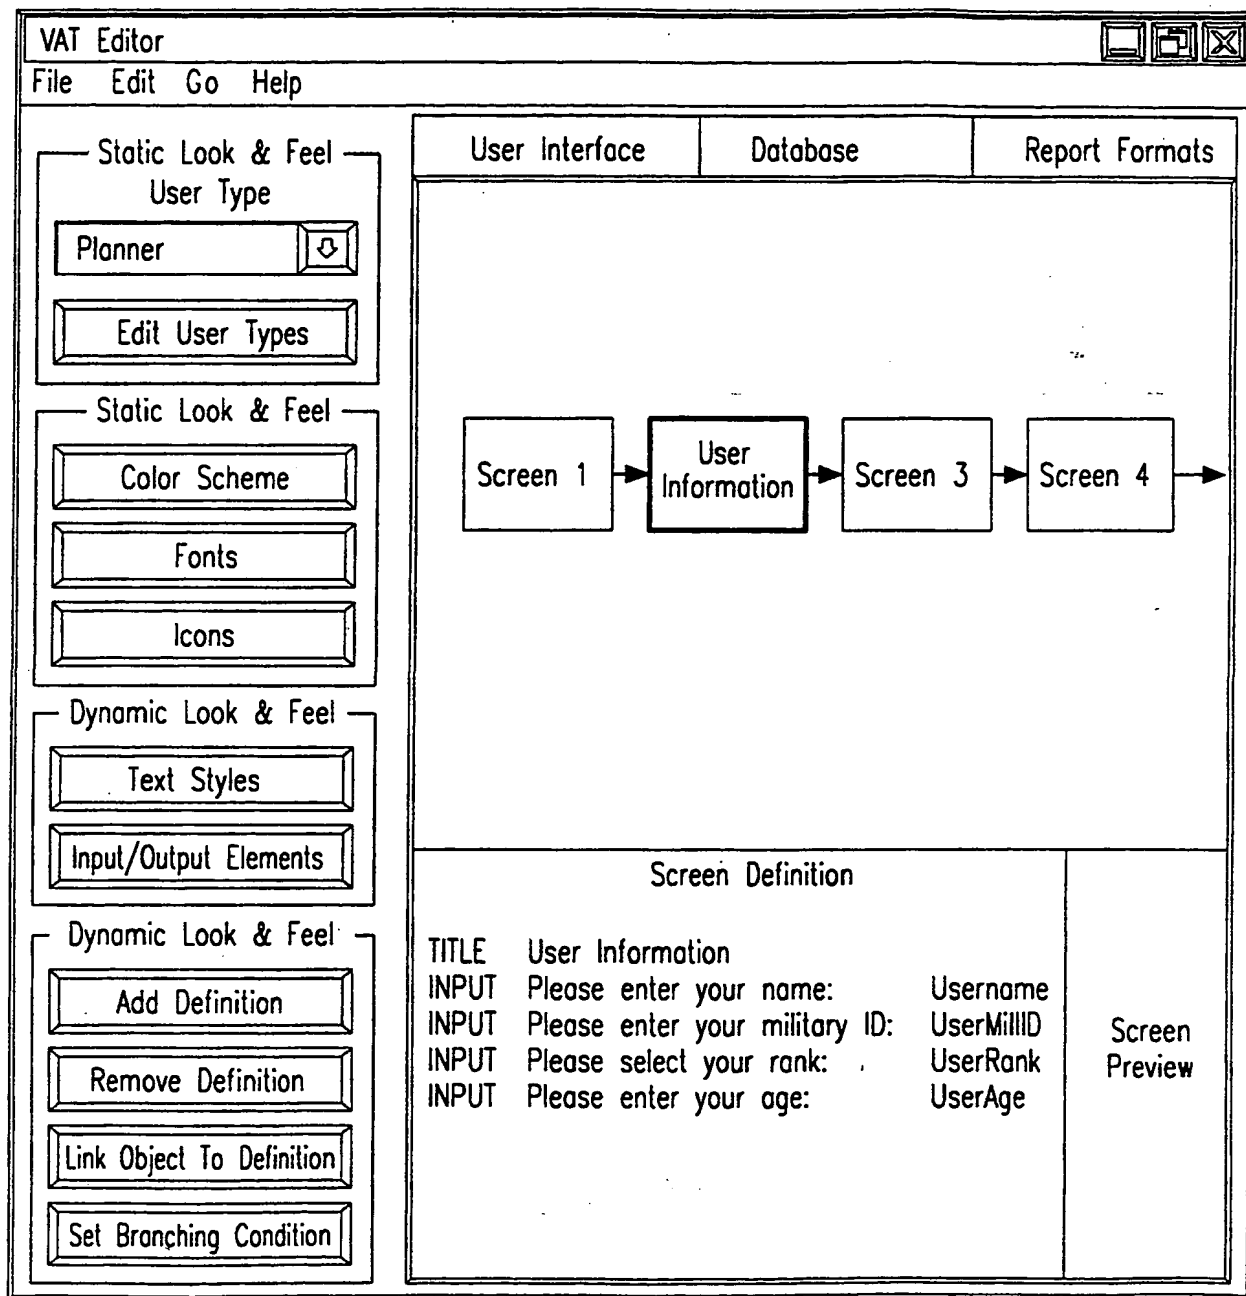 VAT Editor
File Edit Go Help
Static Look & Feel
User Type
Planner
Edit User Types
Static Look & Feel
Color Scheme
Fonts
Icons
Dynamic Look & Feel
Text Styles
Input/Output Elements
Dynamic Look & Feel
Add Definition
Remove Definition
Link Object To Definition
Set Branching Condition
User Interface Database Report Formats
Screen 1
User
Information
Screen 3
Screen 4
Screen Definition
TITLE User Information
INPUT Please enter your name: Username
INPUT Please enter your military ID: UserMillID
INPUT Please select your rank: UserRank
INPUT Please enter your age: UserAge
Screen
Preview